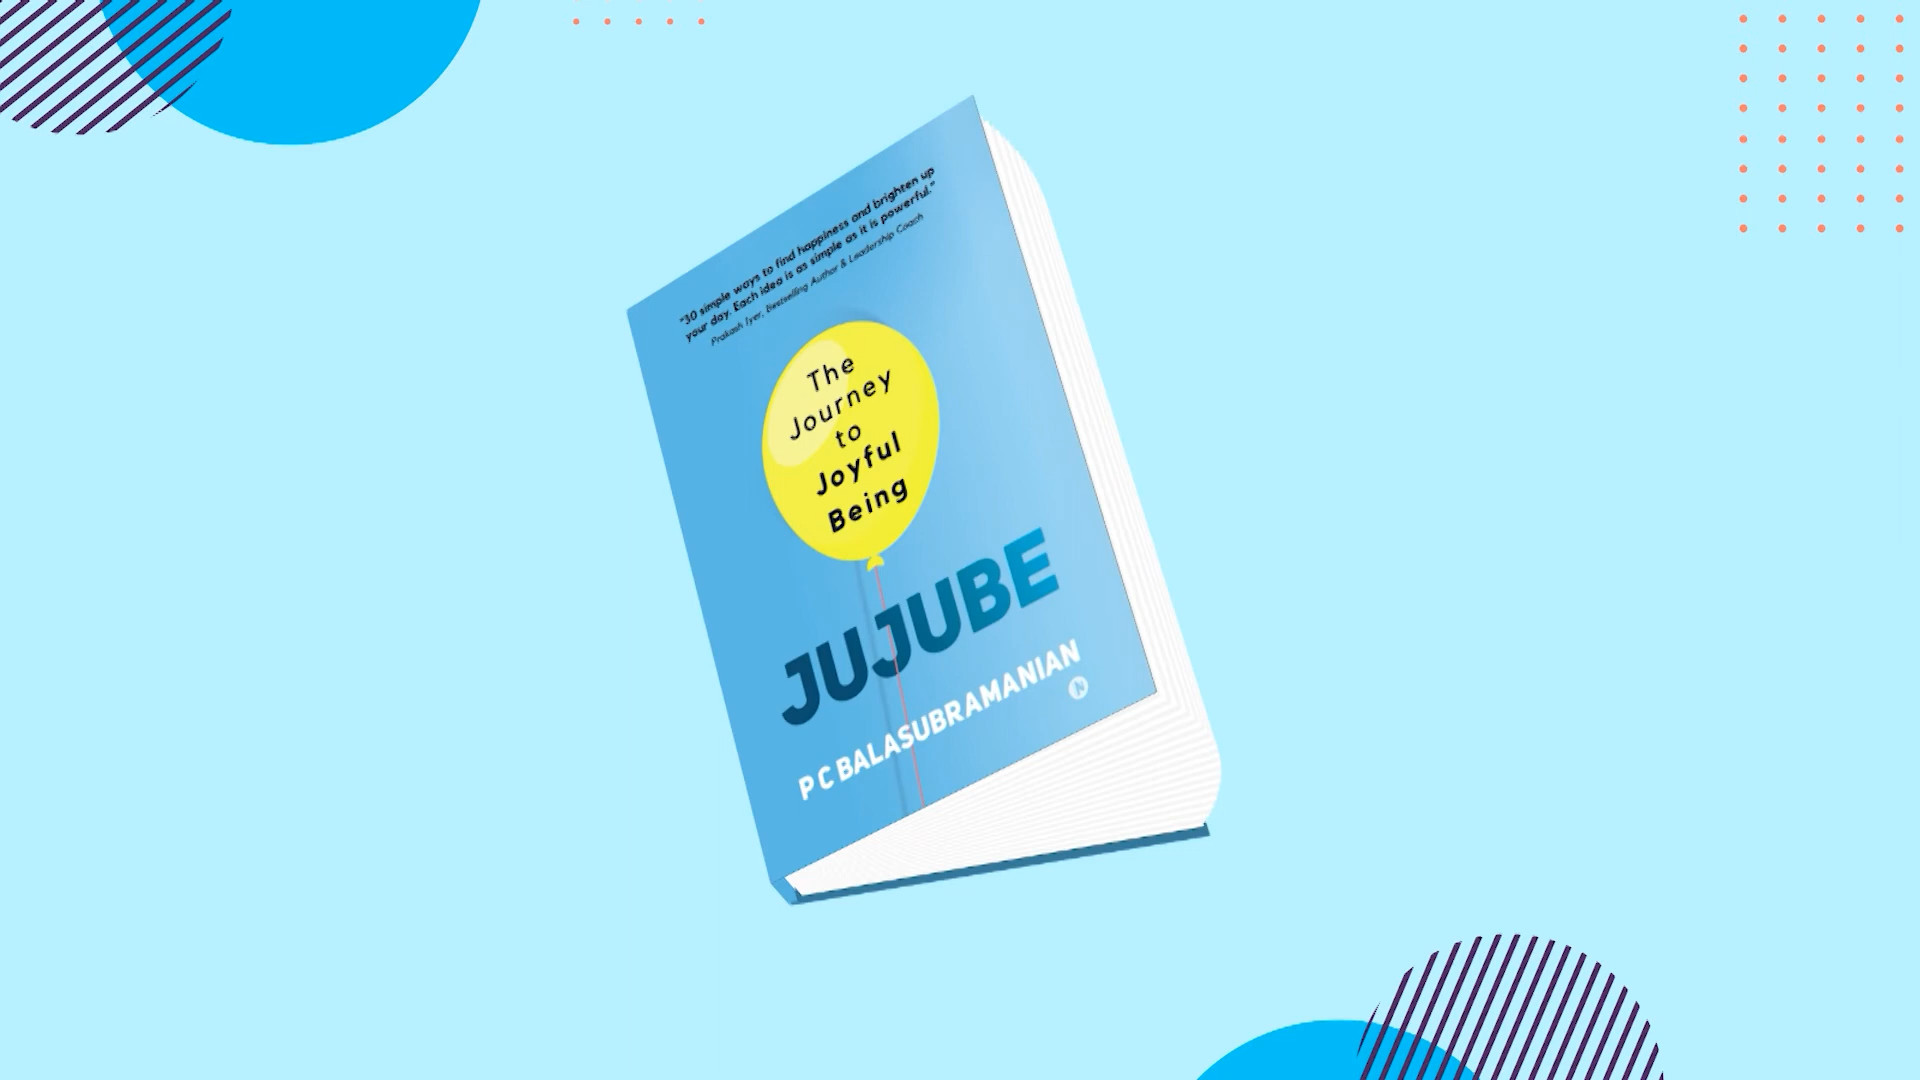 "30 simple ways to find happiness and brighten up
your day. Each idea is as simple as it is powerful."
Prakash Iyer, Bestselling Author & Leadership Coach
The
Journey
to
Joyful
Being
JUJUBE
P C BALASUBRAMANIAN
N